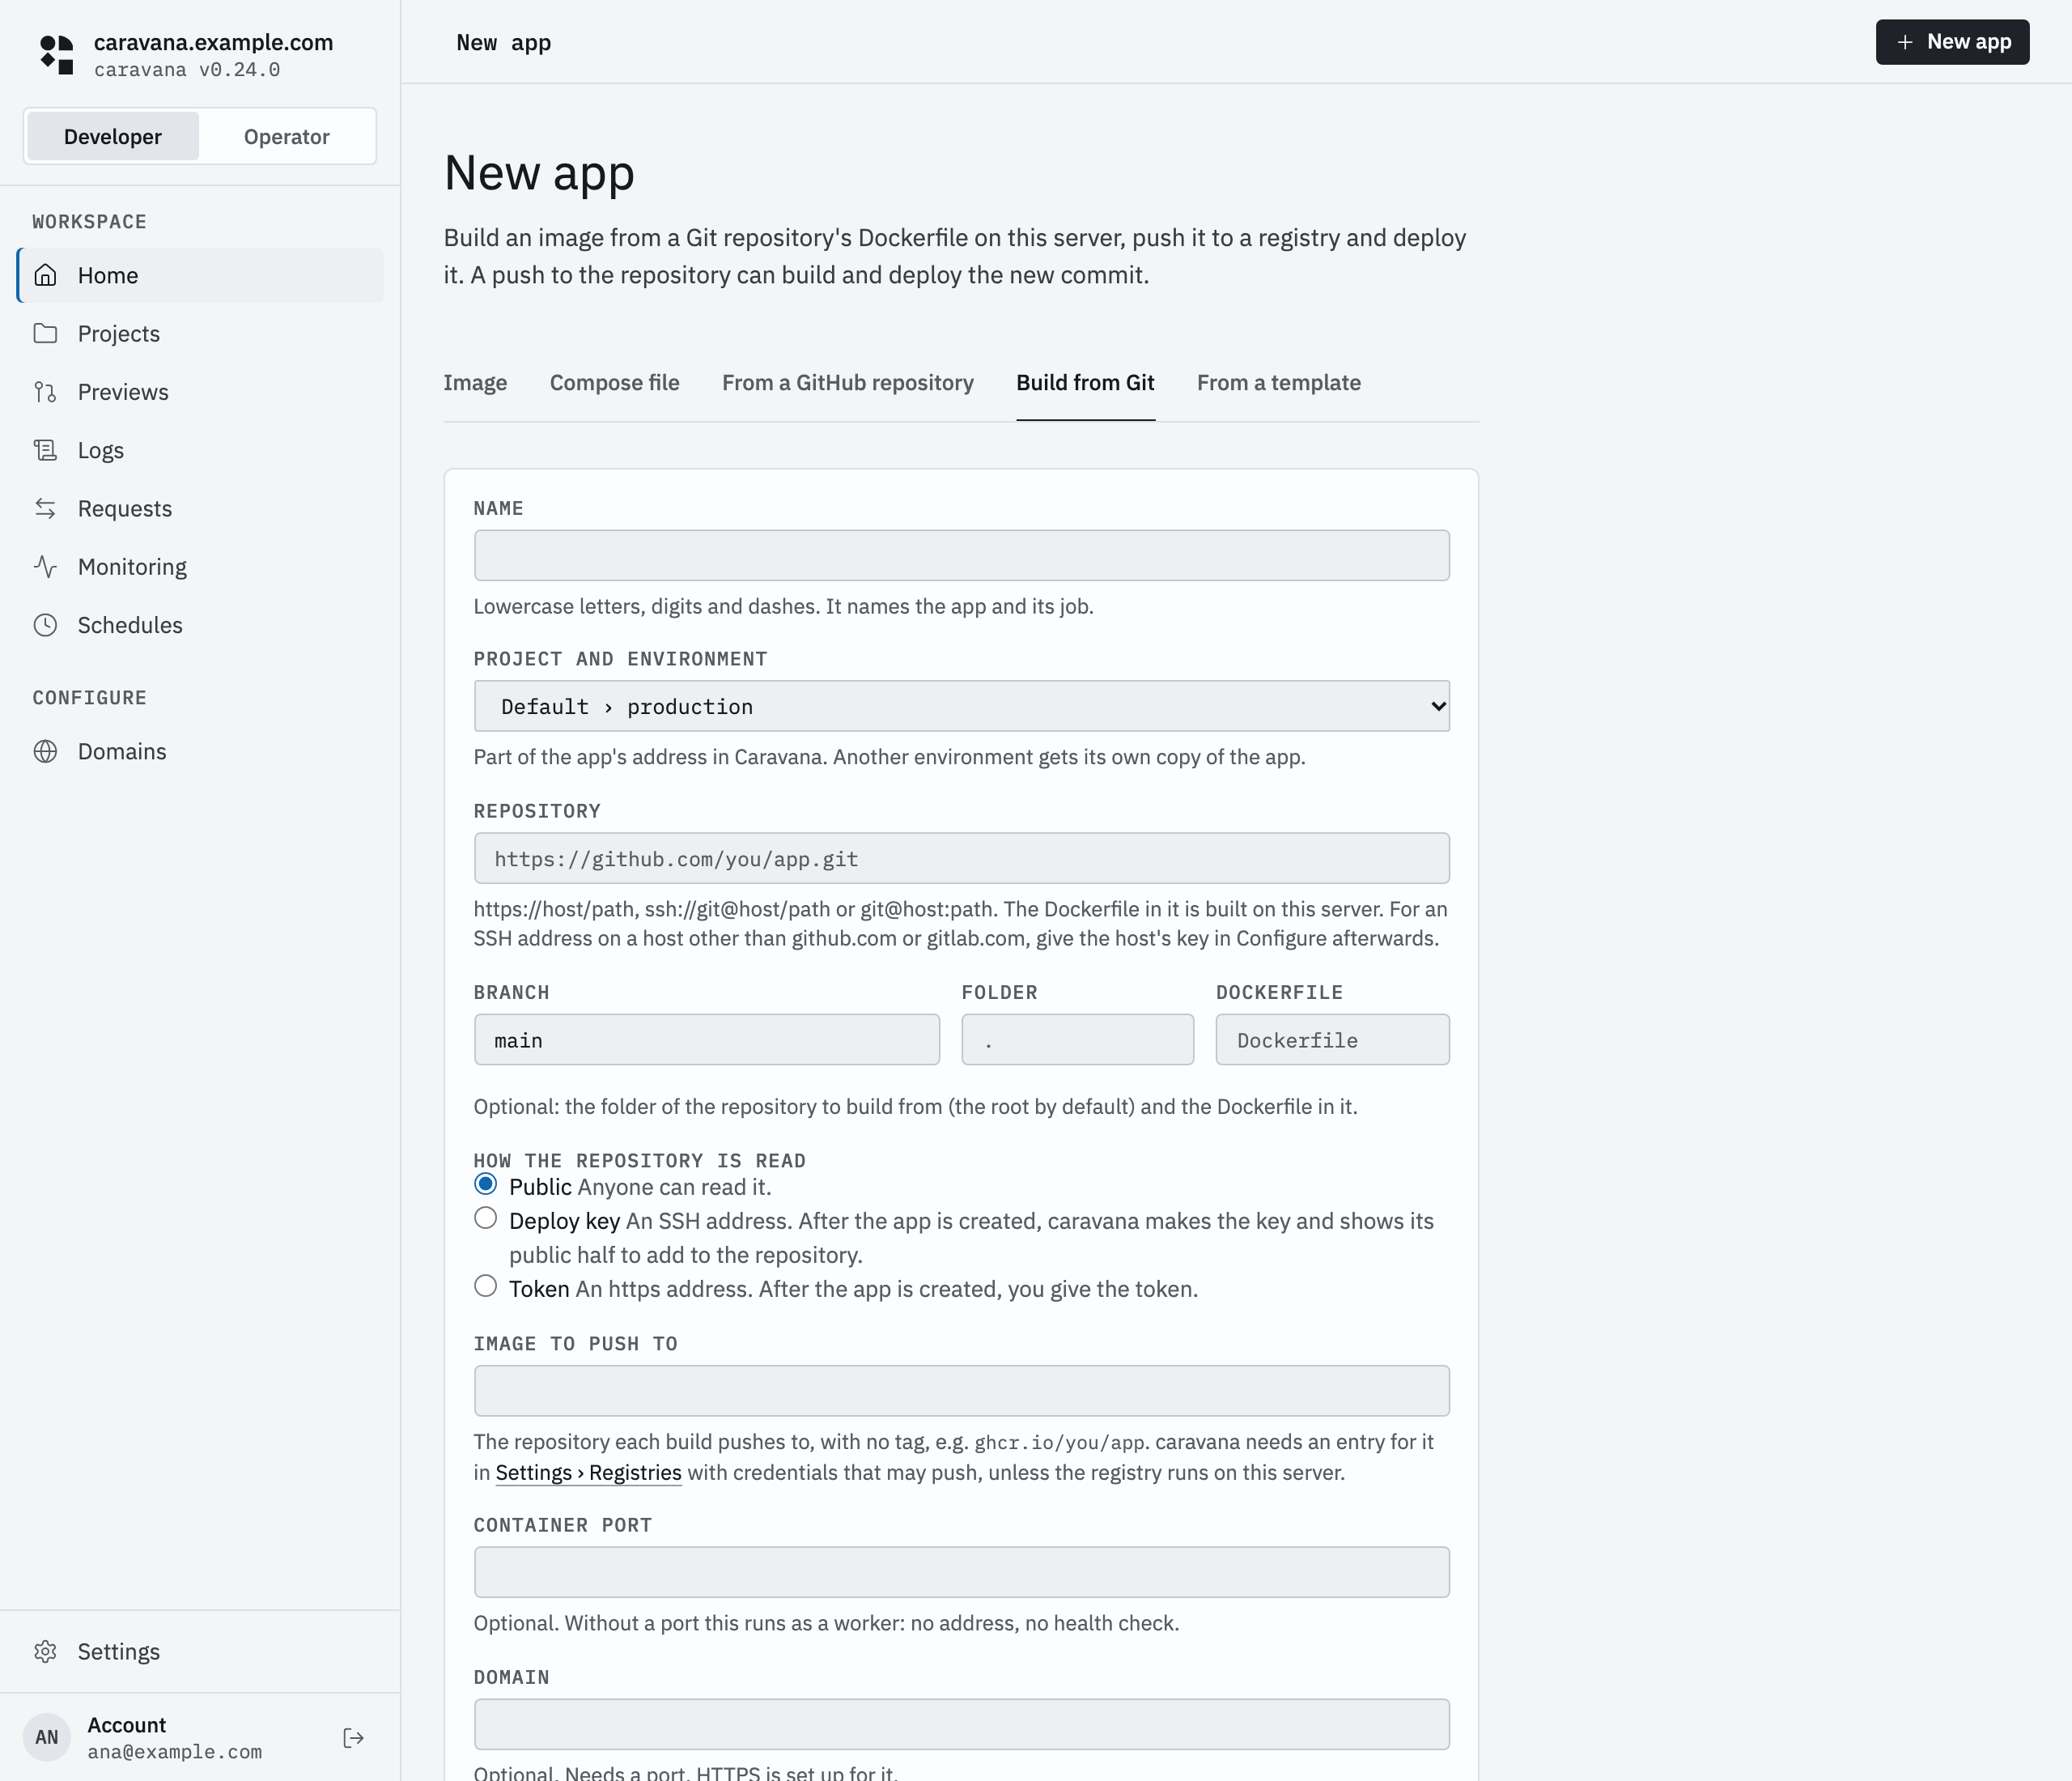 caravana.example.com
caravana v0.24.0
Developer
Operator
WORKSPACE
Home
Projects
Previews
Logs
Requests
Monitoring
Schedules
CONFIGURE
Domains
Settings
AN
Account
ana@example.com
New app
+ New app
New app
Build an image from a Git repository's Dockerfile on this server, push it to a registry and deploy
it. A push to the repository can build and deploy the new commit.
Image
Compose file
From a GitHub repository
Build from Git
From a template
NAME
Lowercase letters, digits and dashes. It names the app and its job.
PROJECT AND ENVIRONMENT
Default › production
Part of the app's address in Caravana. Another environment gets its own copy of the app.
REPOSITORY
https://github.com/you/app.git
https://host/path, ssh://git@host/path or git@host:path. The Dockerfile in it is built on this server. For an
SSH address on a host other than github.com or gitlab.com, give the host's key in Configure afterwards.
BRANCH
FOLDER
DOCKERFILE
main
.
Dockerfile
Optional: the folder of the repository to build from (the root by default) and the Dockerfile in it.
HOW THE REPOSITORY IS READ
Public Anyone can read it.
Deploy key An SSH address. After the app is created, caravana makes the key and shows its
public half to add to the repository.
Token An https address. After the app is created, you give the token.
IMAGE TO PUSH TO
The repository each build pushes to, with no tag, e.g. ghcr.io/you/app. caravana needs an entry for it
in Settings › Registries with credentials that may push, unless the registry runs on this server.
CONTAINER PORT
Optional. Without a port this runs as a worker: no address, no health check.
DOMAIN
Optional. Needs a port. HTTPS is set up for it.